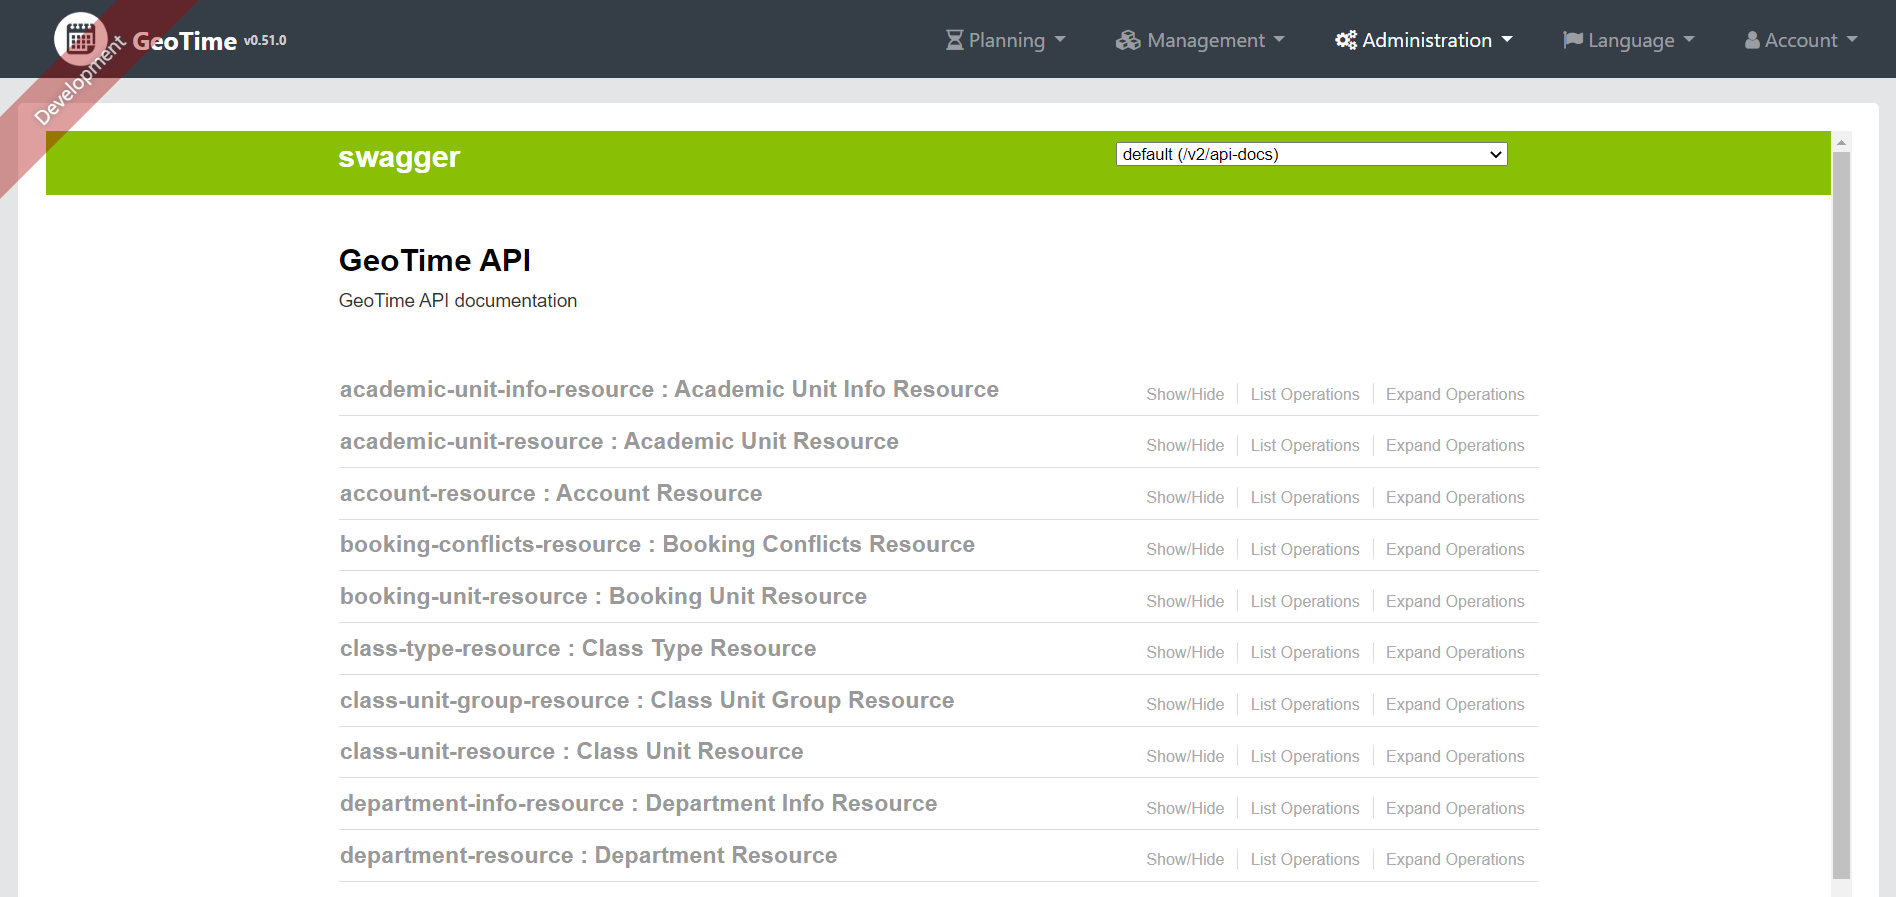 GeoTime v0.51.0 Planning Management Administration Language Account
Development
swagger default (/v2/api-docs)
GeoTime API
GeoTime API documentation
academic-unit-info-resource : Academic Unit Info Resource Show/Hide List Operations Expand Operations
academic-unit-resource : Academic Unit Resource Show/Hide List Operations Expand Operations
account-resource : Account Resource Show/Hide List Operations Expand Operations
booking-conflicts-resource : Booking Conflicts Resource Show/Hide List Operations Expand Operations
booking-unit-resource : Booking Unit Resource Show/Hide List Operations Expand Operations
class-type-resource : Class Type Resource Show/Hide List Operations Expand Operations
class-unit-group-resource : Class Unit Group Resource Show/Hide List Operations Expand Operations
class-unit-resource : Class Unit Resource Show/Hide List Operations Expand Operations
department-info-resource : Department Info Resource Show/Hide List Operations Expand Operations
department-resource : Department Resource Show/Hide List Operations Expand Operations